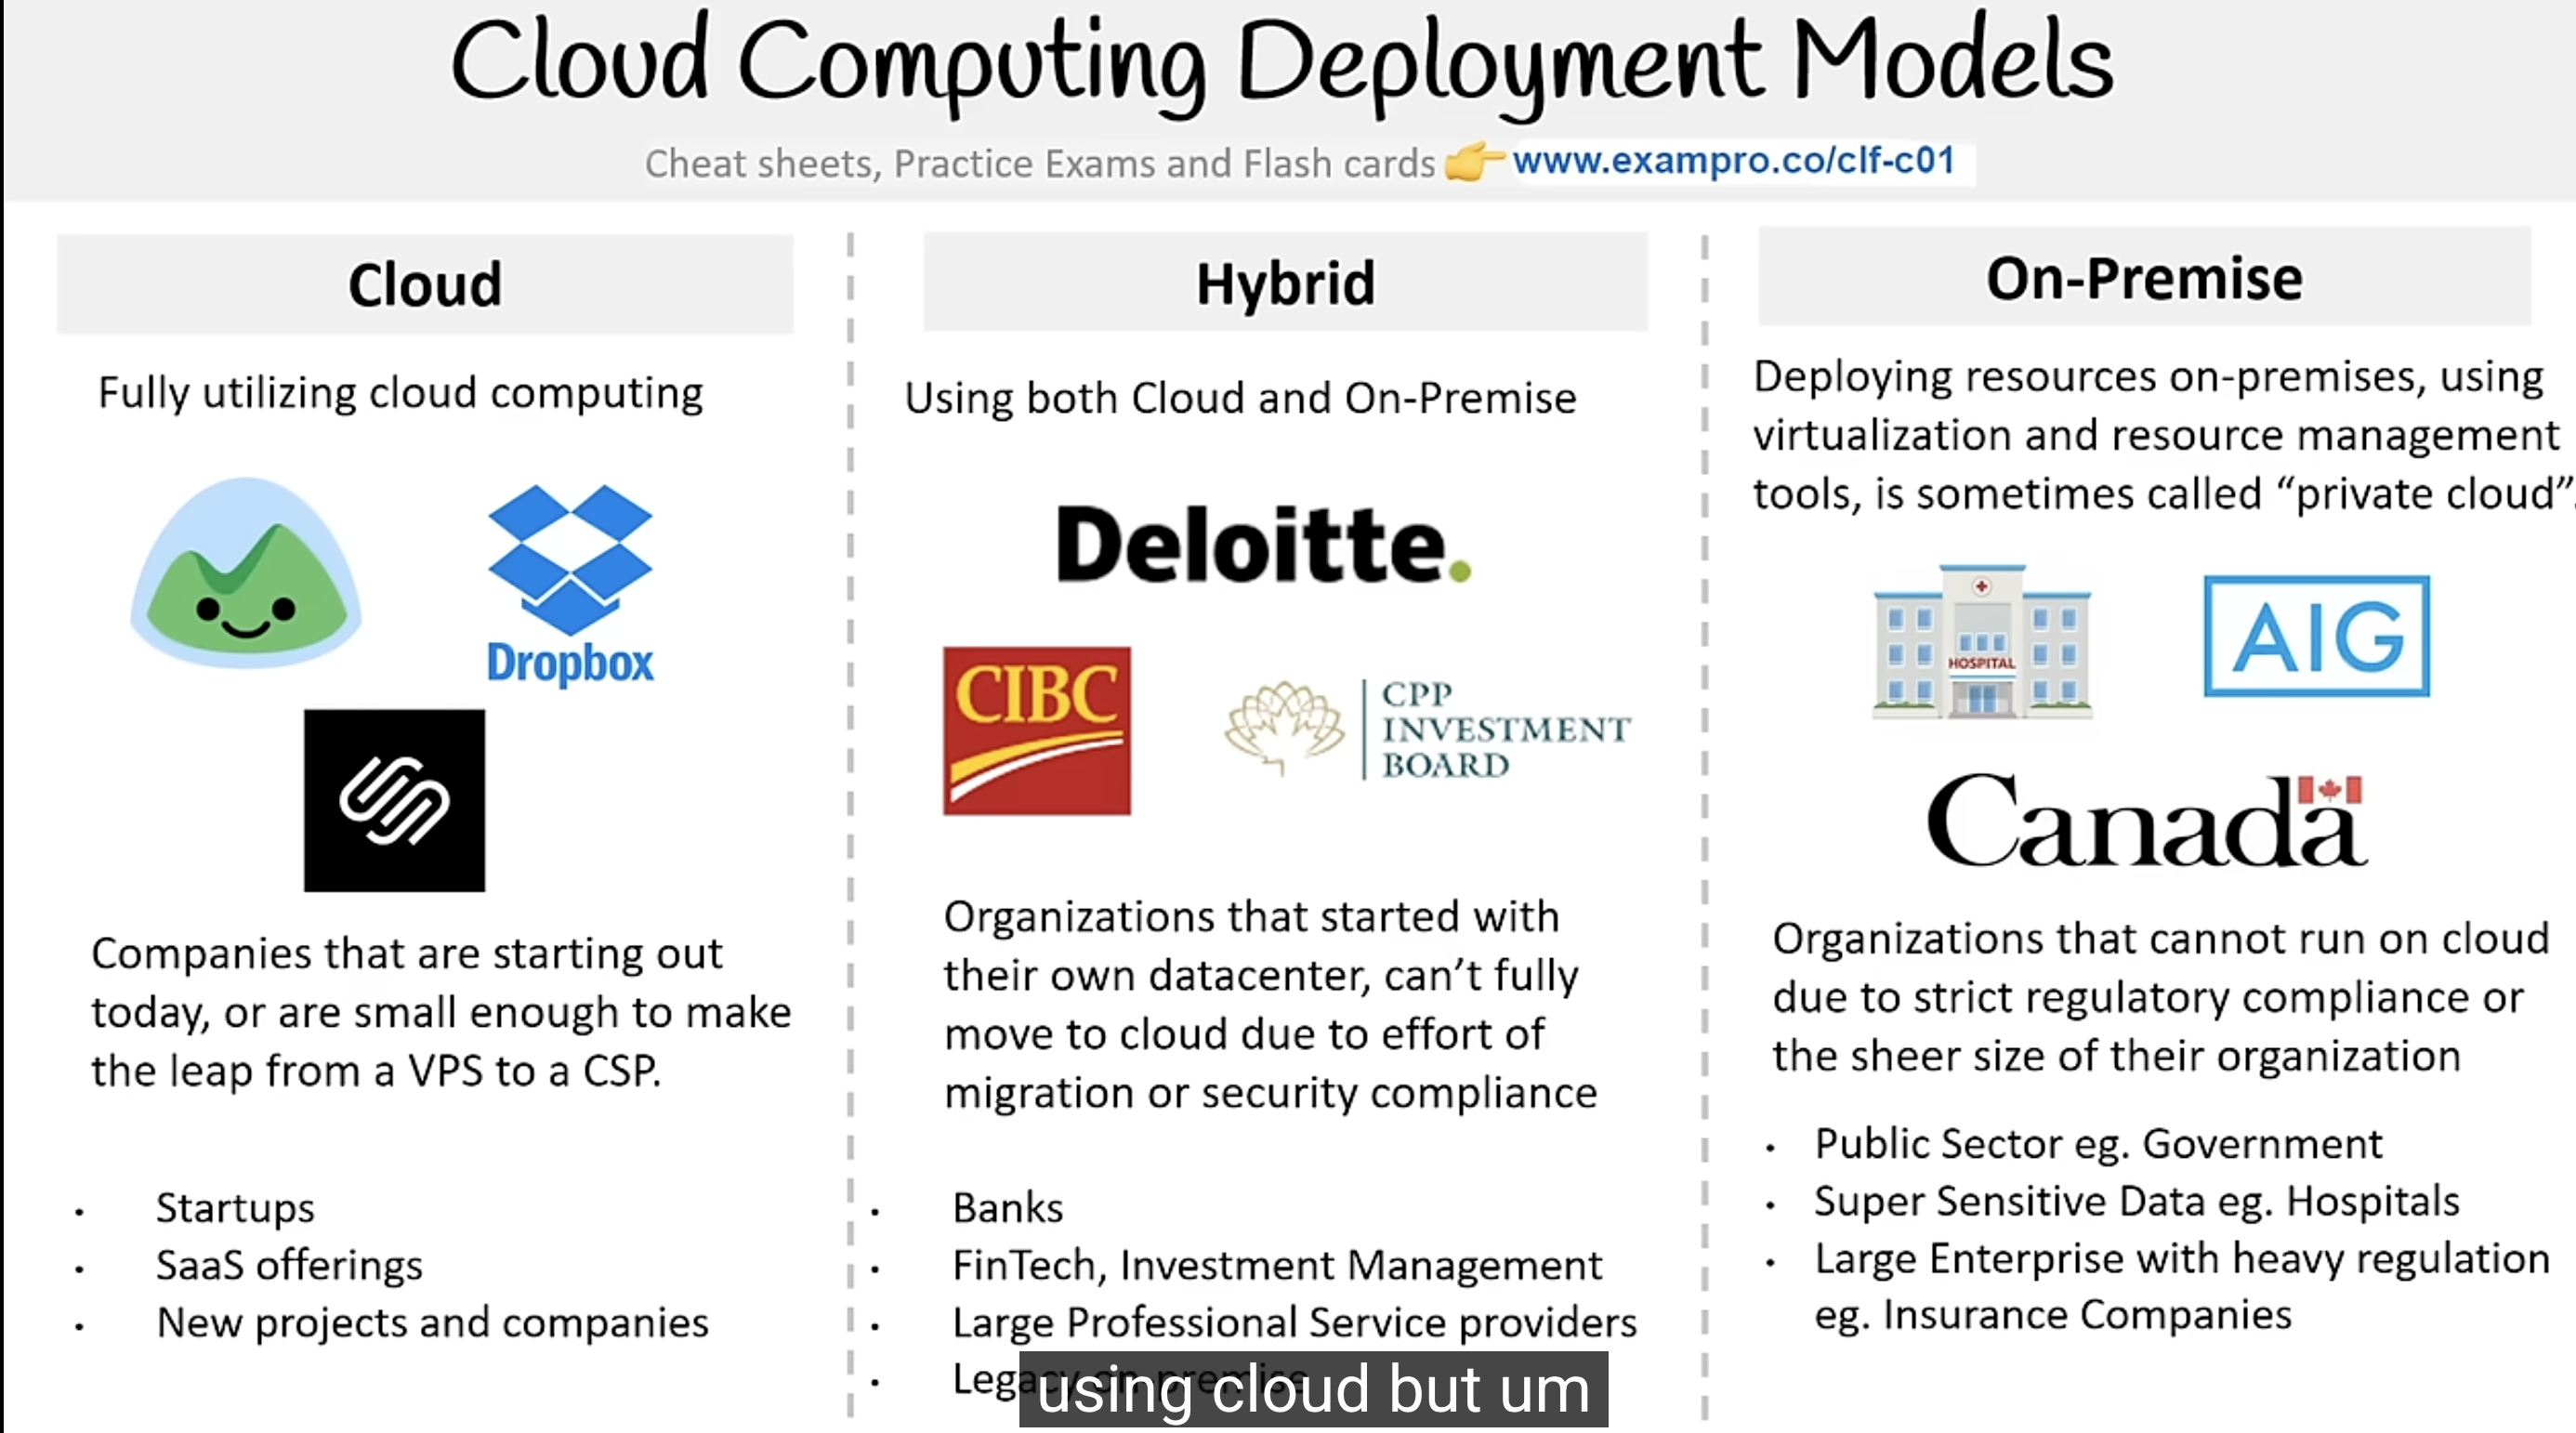 Cloud Computing Deployment Models
Cheat sheets, Practice Exams and Flash cards 👉 www.exampro.co/clf-c01
Cloud
Fully utilizing cloud computing
Dropbox
Companies that are starting out
today, or are small enough to make
the leap from a VPS to a CSP.
· Startups
· SaaS offerings
· New projects and companies
Hybrid
Using both Cloud and On-Premise
Deloitte.
CIBC
CPP
INVESTMENT
BOARD
Organizations that started with
their own datacenter, can’t fully
move to cloud due to effort of
migration or security compliance
· Banks
· FinTech, Investment Management
· Large Professional Service providers
· Legacy on-premise
On-Premise
Deploying resources on-premises, using
virtualization and resource management
tools, is sometimes called “private cloud”.
HOSPITAL
AIG
Canada
Organizations that cannot run on cloud
due to strict regulatory compliance or
the sheer size of their organization
· Public Sector eg. Government
· Super Sensitive Data eg. Hospitals
· Large Enterprise with heavy regulation
eg. Insurance Companies
using cloud but um